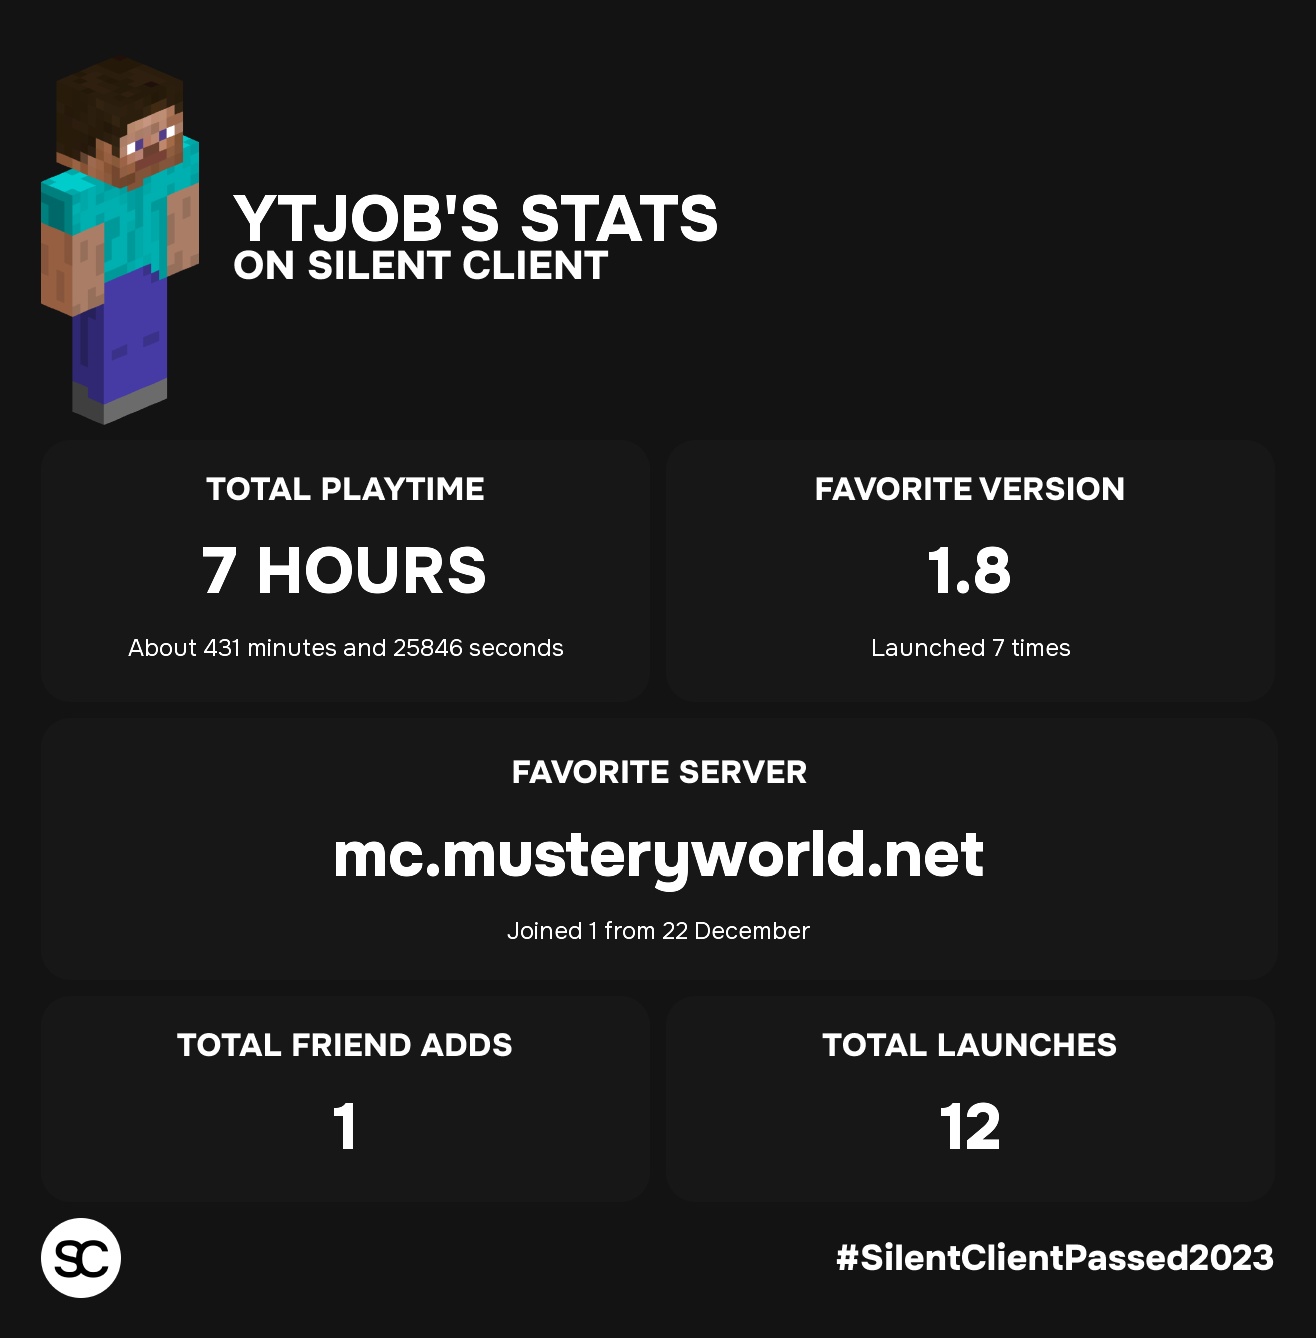 YTJOB'S STATS
ON SILENT CLIENT
TOTAL PLAYTIME
7 HOURS
About 431 minutes and 25846 seconds
FAVORITE VERSION
1.8
Launched 7 times
FAVORITE SERVER
mc.musteryworld.net
Joined 1 from 22 December
TOTAL FRIEND ADDS
1
TOTAL LAUNCHES
12
SC
#SilentClientPassed2023